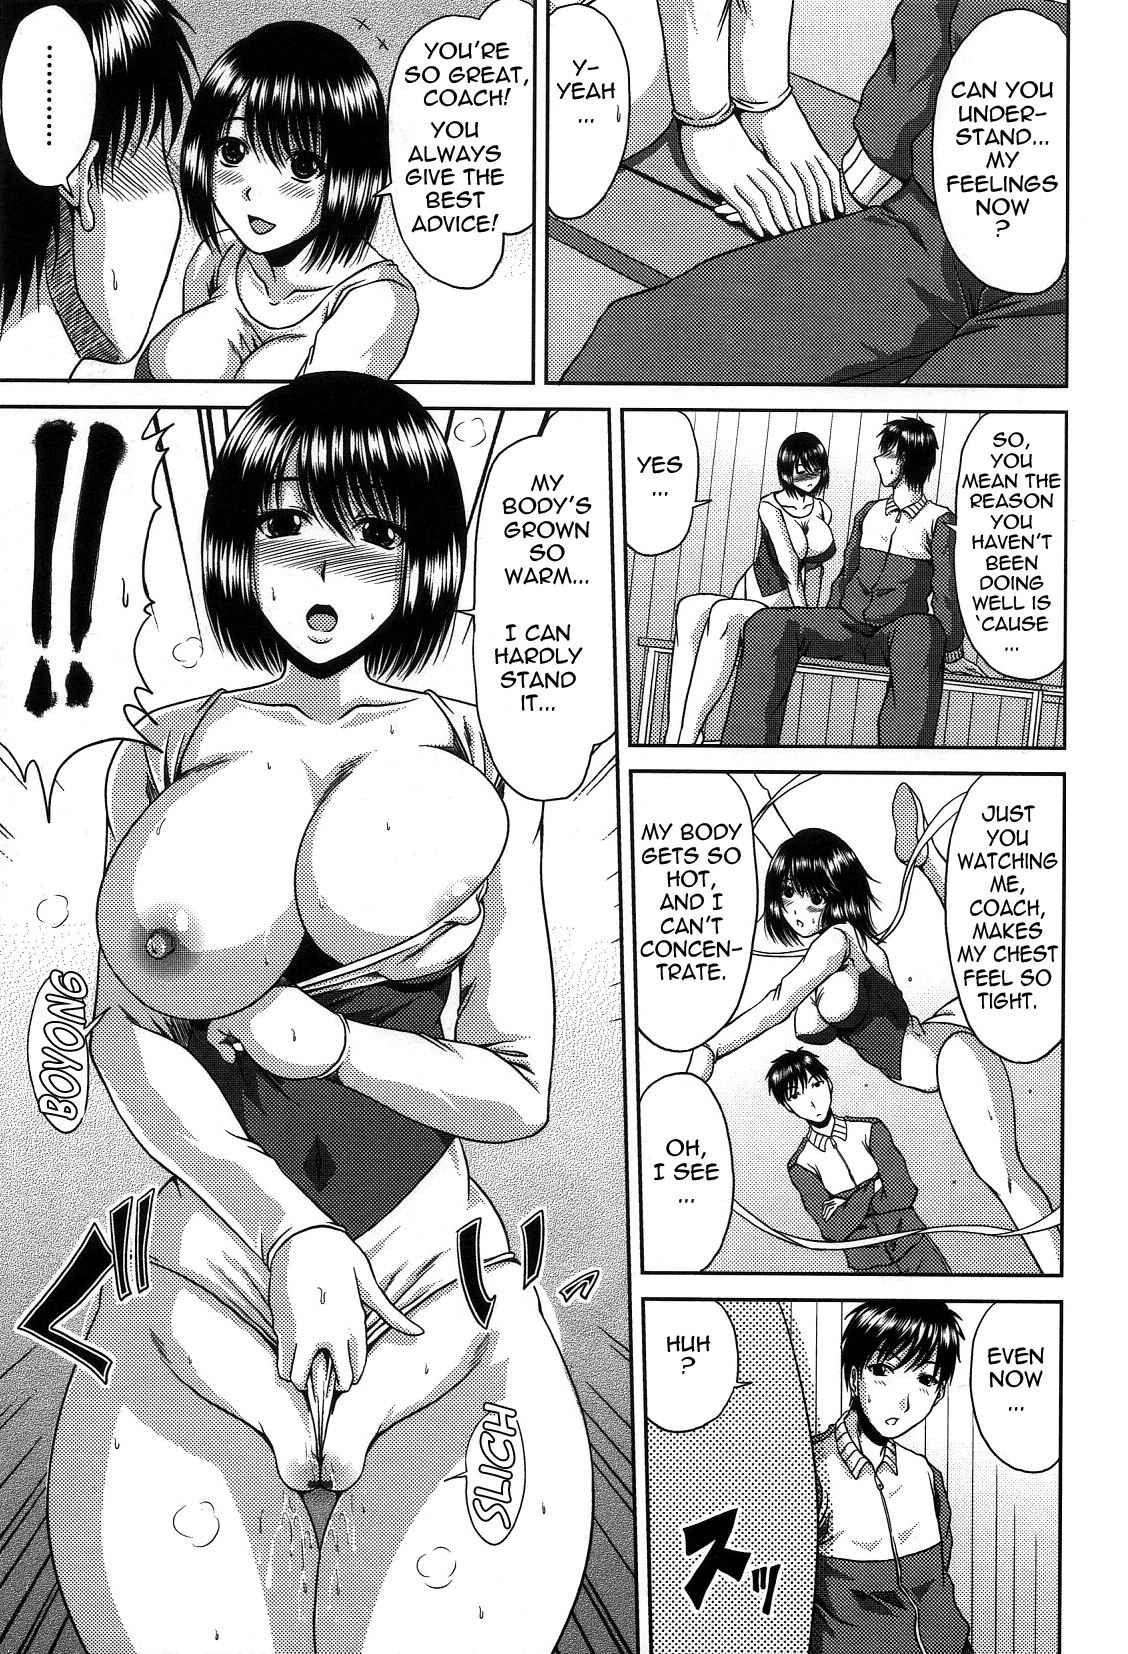 CAN YOU
UNDER-
STAND...
MY
FEELINGS
NOW
?
Y-
YEAH
...
YOU'RE
SO GREAT,
COACH!
YOU
ALWAYS
GIVE THE
BEST
ADVICE!
.........
SO,
YOU
MEAN THE
REASON
YOU
HAVEN'T
BEEN
DOING
WELL IS
'CAUSE
...
YES
...
JUST
YOU
WATCHING
ME,
COACH,
MAKES
MY CHEST
FEEL SO
TIGHT.
MY BODY
GETS SO
HOT,
AND I
CAN'T
CONCEN-
TRATE.
OH,
I SEE
...
EVEN
NOW
...
HUH
?
スッ
MY
BODY'S
GROWN
SO
WARM...
I CAN
HARDLY
STAND
IT...
!!
BOYONG
SLICH